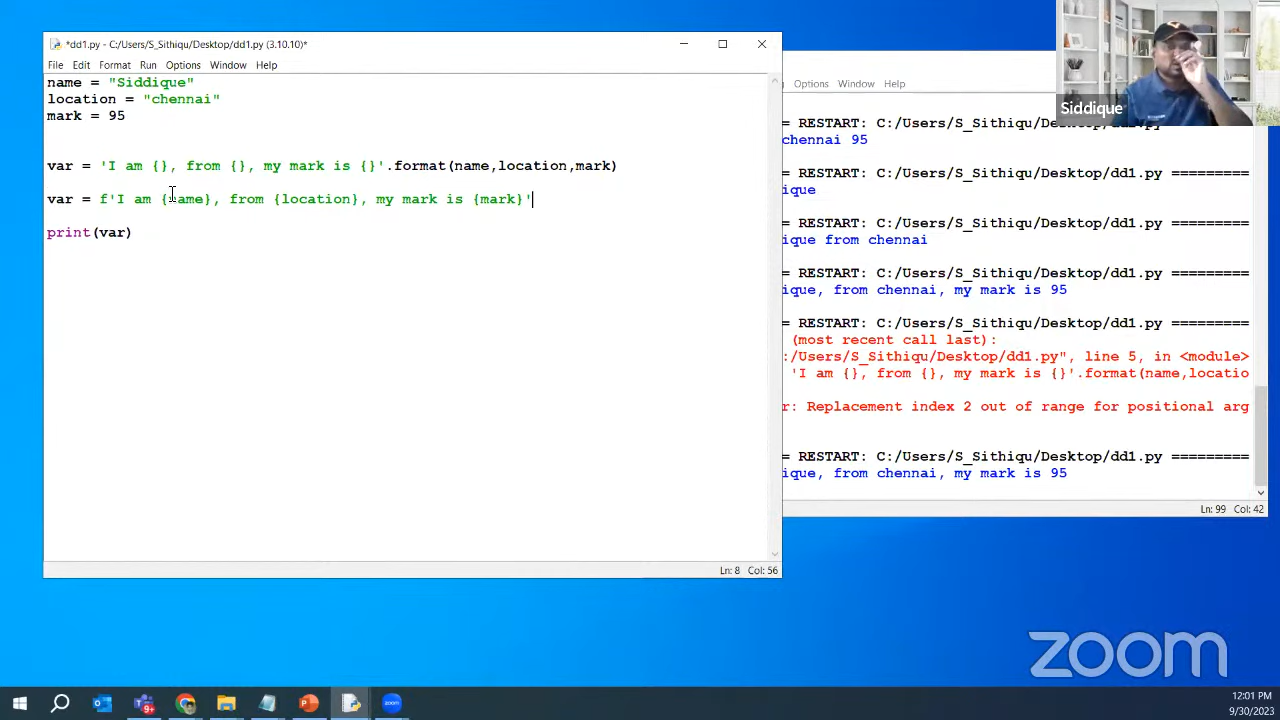 *dd1.py - C:/Users/S_Sithiqu/Desktop/dd1.py (3.10.10)*
File Edit Format Run Options Window Help
name = "Siddique"
location = "chennai"
mark = 95
var = 'I am {}, from {}, my mark is {}'.format(name,location,mark)
var = f'I am {name}, from {location}, my mark is {mark}'
print(var)
Ln: 8 Col: 56
Options Window Help
= RESTART: C:/Users/S_Sithiqu/Desktop/dd1.py =========
chennai 95
= RESTART: C:/Users/S_Sithiqu/Desktop/dd1.py =========
ique
= RESTART: C:/Users/S_Sithiqu/Desktop/dd1.py =========
ique from chennai
= RESTART: C:/Users/S_Sithiqu/Desktop/dd1.py =========
ique, from chennai, my mark is 95
= RESTART: C:/Users/S_Sithiqu/Desktop/dd1.py =========
(most recent call last):
:/Users/S_Sithiqu/Desktop/dd1.py", line 5, in <module>
'I am {}, from {}, my mark is {}'.format(name,locatio
r: Replacement index 2 out of range for positional arg
= RESTART: C:/Users/S_Sithiqu/Desktop/dd1.py =========
ique, from chennai, my mark is 95
Ln: 99 Col: 42
Siddique
zoom
12:01 PM
9/30/2023